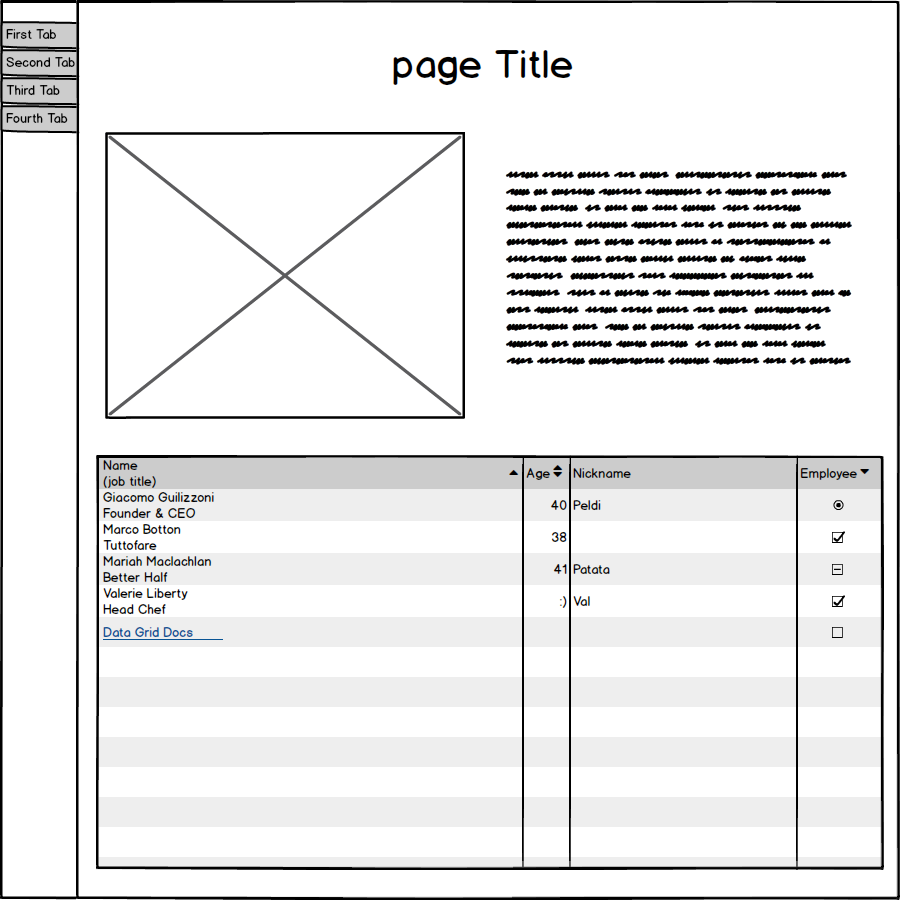 First Tab
Second Tab
Third Tab
Fourth Tab
page Title
Name
(job title)
Age
Nickname
Employee
Giacomo Guilizzoni
Founder & CEO
40
Peldi
Marco Botton
Tuttofare
38
Mariah Maclachlan
Better Half
41
Patata
Valerie Liberty
Head Chef
:)
Val
Data Grid Docs